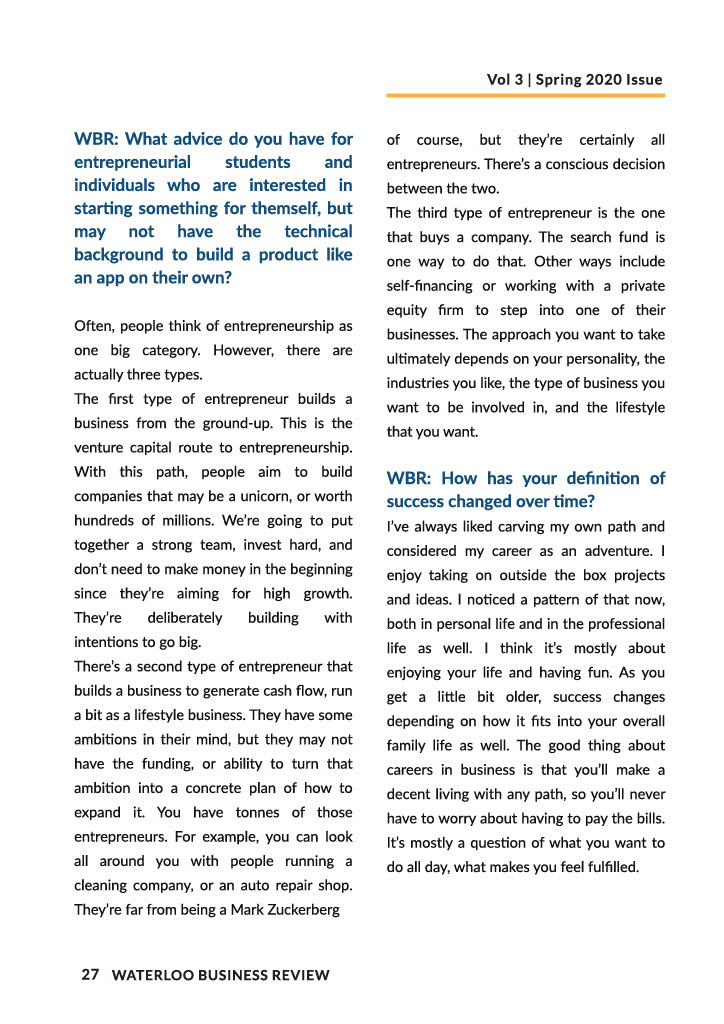 Vol 3 | Spring 2020 Issue
WBR: What advice do you have for
entrepreneurial students and
individuals who are interested in
starting something for themself, but
may not have the technical
background to build a product like
an app on their own?
Often, people think of entrepreneurship as
one big category. However, there are
actually three types.
The first type of entrepreneur builds a
business from the ground-up. This is the
venture capital route to entrepreneurship.
With this path, people aim to build
companies that may be a unicorn, or worth
hundreds of millions. We're going to put
together a strong team, invest hard, and
don't need to make money in the beginning
since they're aiming for high growth.
They're deliberately building with
intentions to go big.
There's a second type of entrepreneur that
builds a business to generate cash flow, run
a bit as a lifestyle business. They have some
ambitions in their mind, but they may not
have the funding, or ability to turn that
ambition into a concrete plan of how to
expand it. You have tonnes of those
entrepreneurs. For example, you can look
all around you with people running a
cleaning company, or an auto repair shop.
They're far from being a Mark Zuckerberg
of course, but they're certainly all
entrepreneurs. There's a conscious decision
between the two.
The third type of entrepreneur is the one
that buys a company. The search fund is
one way to do that. Other ways include
self-financing or working with a private
equity firm to step into one of their
businesses. The approach you want to take
ultimately depends on your personality, the
industries you like, the type of business you
want to be involved in, and the lifestyle
that you want.
WBR: How has your definition of
success changed over time?
I've always liked carving my own path and
considered my career as an adventure. I
enjoy taking on outside the box projects
and ideas. I noticed a pattern of that now,
both in personal life and in the professional
life as well. I think it's mostly about
enjoying your life and having fun. As you
get a little bit older, success changes
depending on how it fits into your overall
family life as well. The good thing about
careers in business is that you'll make a
decent living with any path, so you'll never
have to worry about having to pay the bills.
It's mostly a question of what you want to
do all day, what makes you feel fulfilled.
27 WATERLOO BUSINESS REVIEW